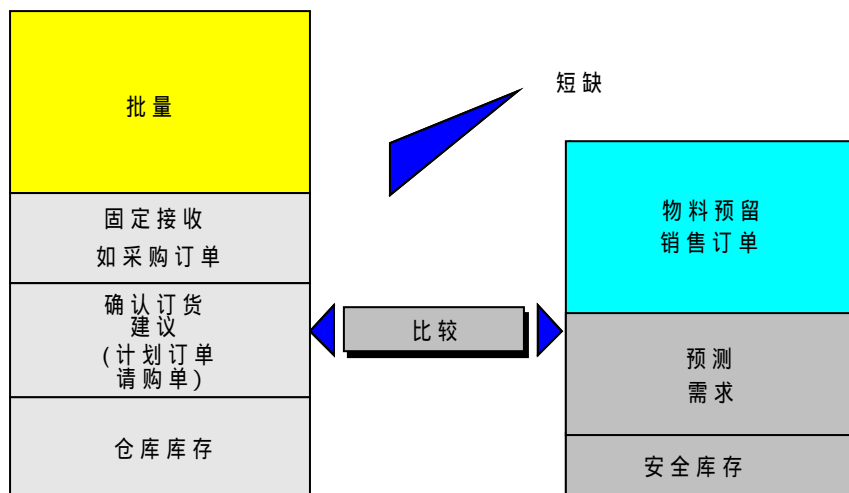 批量
固定接收
如采购订单
确认订货
建议
(计划订单
请购单)
仓库库存
比较
短缺
物料预留
销售订单
预测
需求
安全库存